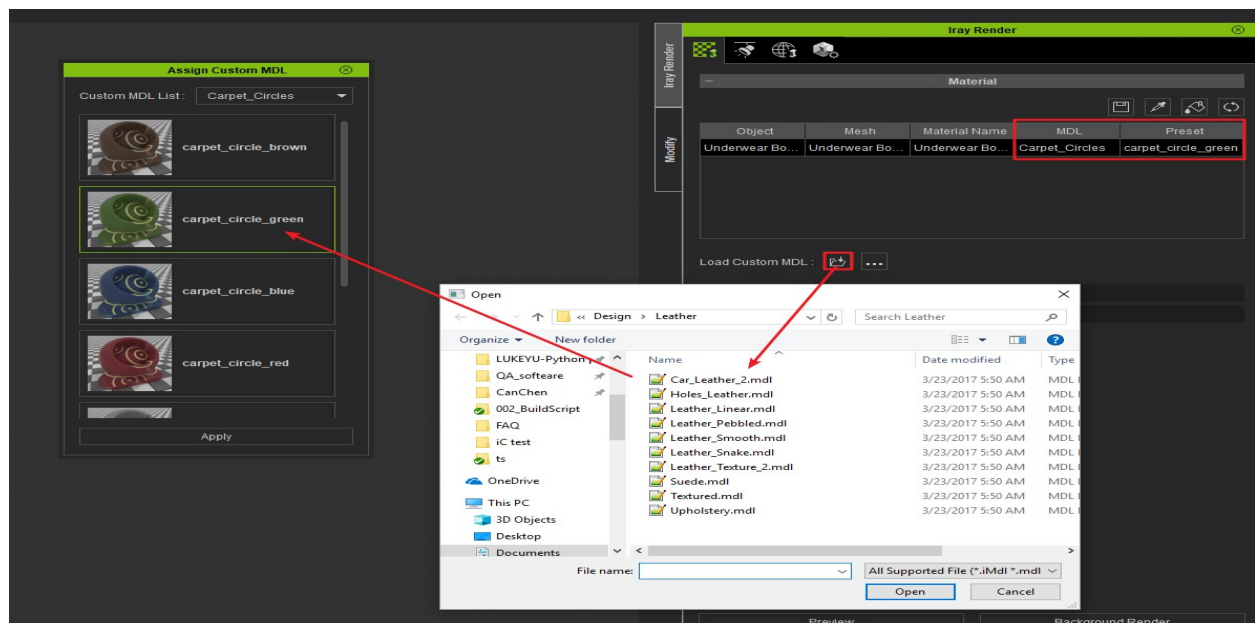 Assign Custom MDL
Custom MDL List : Carpet_Circles
carpet_circle_brown
carpet_circle_green
carpet_circle_blue
carpet_circle_red
Apply
Iray Render
Modify
Iray Render
Material
Object Mesh Material Name MDL Preset
Underwear Bo... Underwear Bo... Underwear Bo... Carpet_Circles carpet_circle_green
Load Custom MDL :
...
Open
« Design > Leather
Search Leather
Organize New folder
LUKEYU-Python
QA_softeare
CanChen
002_BuildScript
FAQ
iC test
ts
OneDrive
This PC
3D Objects
Desktop
Documents
Name Date modified Type
Car_Leather_2.mdl 3/23/2017 5:50 AM MDL
Holes_Leather.mdl 3/23/2017 5:50 AM MDL
Leather_Linear.mdl 3/23/2017 5:50 AM MDL
Leather_Pebbled.mdl 3/23/2017 5:50 AM MDL
Leather_Smooth.mdl 3/23/2017 5:50 AM MDL
Leather_Snake.mdl 3/23/2017 5:50 AM MDL
Leather_Texture_2.mdl 3/23/2017 5:50 AM MDL
Suede.mdl 3/23/2017 5:50 AM MDL
Textured.mdl 3/23/2017 5:50 AM MDL
Upholstery.mdl 3/23/2017 5:50 AM MDL
File name: All Supported File (*.iMdl *.mdl
Open Cancel
Preview Background Render